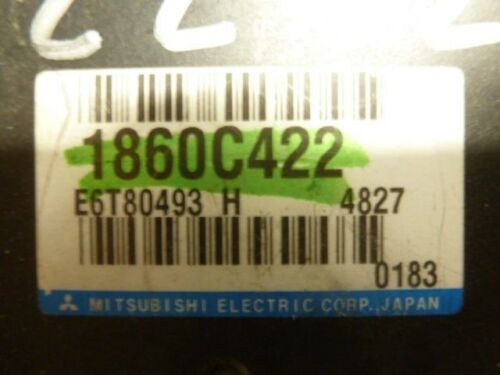 1860C422
E6T80493 H 4827
0183
MITSUBISHI ELECTRIC CORP., JAPAN